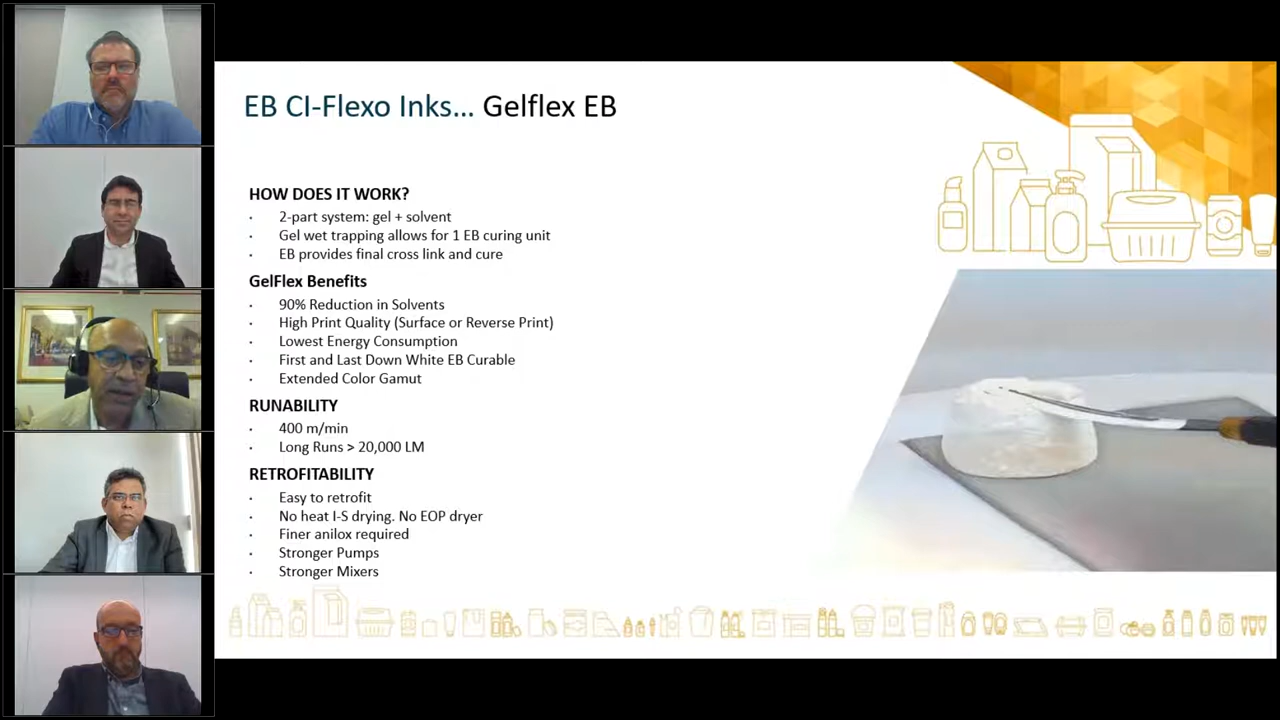 EB CI-Flexo Inks... Gelflex EB
HOW DOES IT WORK?
· 2-part system: gel + solvent
· Gel wet trapping allows for 1 EB curing unit
· EB provides final cross link and cure
GelFlex Benefits
· 90% Reduction in Solvents
· High Print Quality (Surface or Reverse Print)
· Lowest Energy Consumption
· First and Last Down White EB Curable
· Extended Color Gamut
RUNABILITY
· 400 m/min
· Long Runs > 20,000 LM
RETROFITABILITY
· Easy to retrofit
· No heat I-S drying. No EOP dryer
· Finer anilox required
· Stronger Pumps
· Stronger Mixers